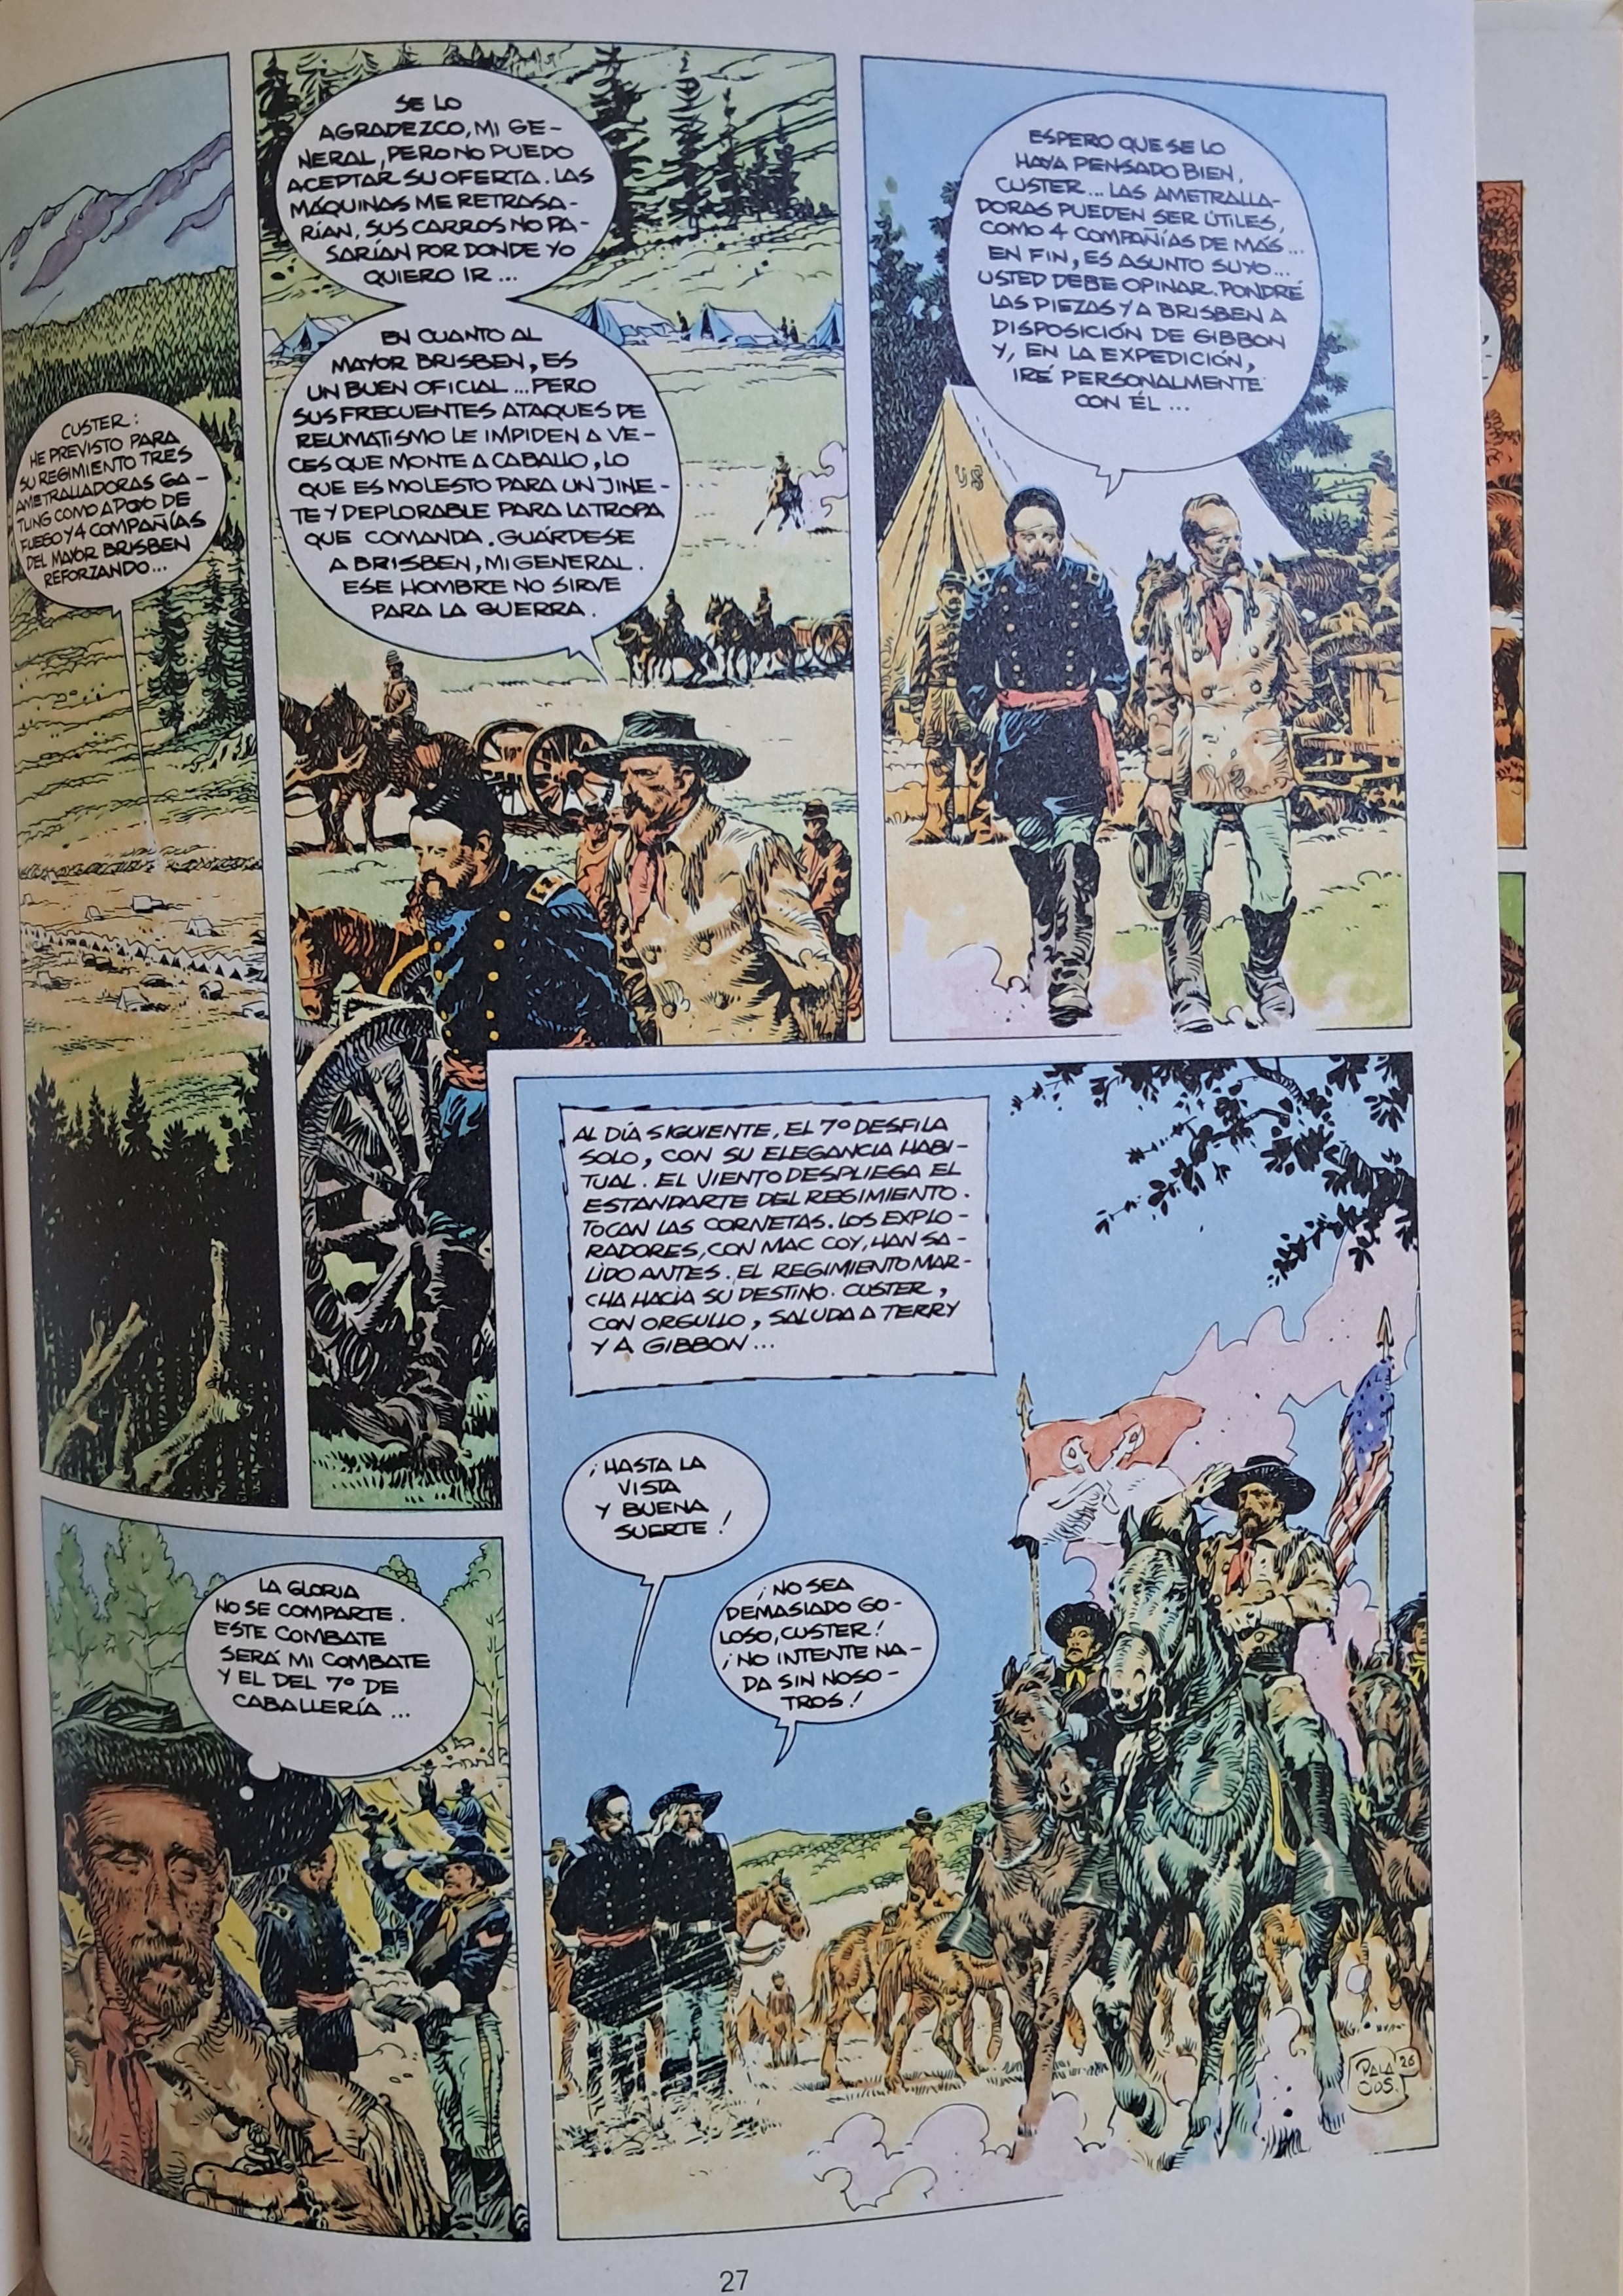 CUSTER:
HE PREVISTO PARA
SU REGIMIENTO TRES
AMETRALLADORAS GA-
TLING COMO APOYO DE
FUEGO Y 4 COMPAÑÍAS
DEL MAYOR BRISBEN
REFORZANDO...
SE LO
AGRADEZCO, MI GE-
NERAL, PERO NO PUEDO
ACEPTAR SU OFERTA. LAS
MÁQUINAS ME RETRASA-
RÍAN, SUS CARROS NO PA-
SARÍAN POR DONDE YO
QUIERO IR...
EN CUANTO AL
MAYOR BRISBEN, ES
UN BUEN OFICIAL... PERO
SUS FRECUENTES ATAQUES DE
REUMATISMO LE IMPIDEN A VE-
CES QUE MONTE A CABALLO, LO
QUE ES MOLESTO PARA UN JINE-
TE Y DEPLORABLE PARA LA TROPA
QUE COMANDA. GUÁRDESE
A BRISBEN, MI GENERAL.
ESE HOMBRE NO SIRVE
PARA LA GUERRA.
ESPERO QUE SE LO
HAYA PENSADO BIEN,
CUSTER... LAS AMETRALLA-
DORAS PUEDEN SER ÚTILES,
COMO 4 COMPAÑÍAS DE MÁS...
EN FIN, ES ASUNTO SUYO...
USTED DEBE OPINAR. PONDRÉ
LAS PIEZAS Y A BRISBEN A
DISPOSICIÓN DE GIBBON
Y, EN LA EXPEDICIÓN,
IRÉ PERSONALMENTE
CON ÉL...
US
LA GLORIA
NO SE COMPARTE.
ESTE COMBATE
SERÁ MI COMBATE
Y EL DEL 7º DE
CABALLERÍA...
AL DÍA SIGUIENTE, EL 7º DESFILA
SOLO, CON SU ELEGANCIA HABI-
TUAL. EL VIENTO DESPLIEGA EL
ESTANDARTE DEL REGIMIENTO.
TOCAN LAS CORNETAS. LOS EXPLO-
RADORES, CON MAC COY, HAN SA-
LIDO ANTES. EL REGIMIENTO MAR-
CHA HACIA SU DESTINO. CUSTER,
CON ORGULLO, SALUDA A TERRY
Y A GIBBON...
¡HASTA LA
VISTA
Y BUENA
SUERTE!
¡NO SEA
DEMASIADO GO-
LOSO, CUSTER!
¡NO INTENTE NA-
DA SIN NOSO-
TROS!
PALA
CIOS.
26
27